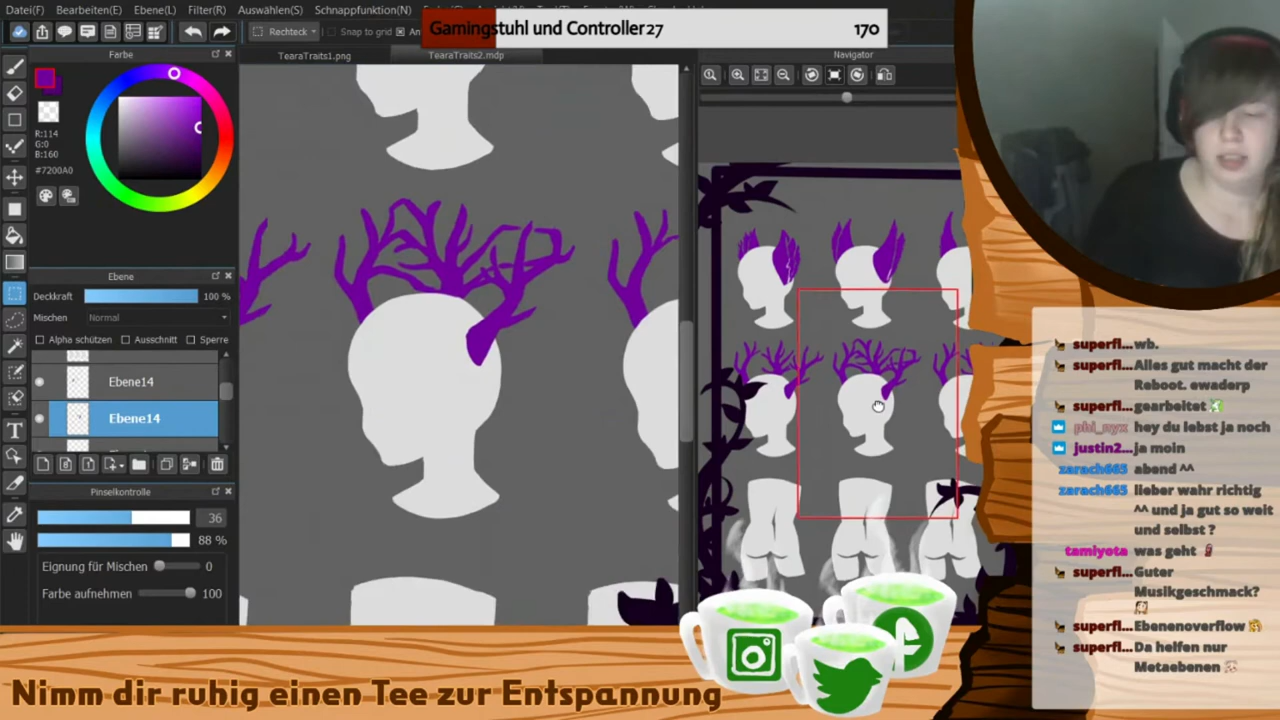 Datei(F) Bearbeiten(E) Ebene(L) Filter(R) Auswählen(S) Schnappfunktion(N)
Gamingstuhl und Controller27 170
Rechteck Snap to grid
Farbe
TearaTraits1.png TearaTraits2.mdp
Navigator
R:114
G:0
B:160
#7200A0
Ebene
Deckkraft 100 %
Mischen Normal
Alpha schützen Ausschnitt Sperre
Ebene14
Ebene14
Pinselkontrolle
36
88 %
Eignung für Mischen 0
Farbe aufnehmen 100
superfl... wb.
superfl... Alles gut macht der
Reboot. ewaderp
superfl... gearbeitet
phi_nyx hey du lebst ja noch
justin2... ja moin
zarach665 abend ^^
zarach665 lieber wahr richtig
^^ und ja gut so weit
und selbst ?
tamiyota was geht
superfl... Guter
Musikgeschmack?
superfl... Ebenenoverflow
superfl... Da helfen nur
Metaebenen
Nimm dir ruhig einen Tee zur Entspannung